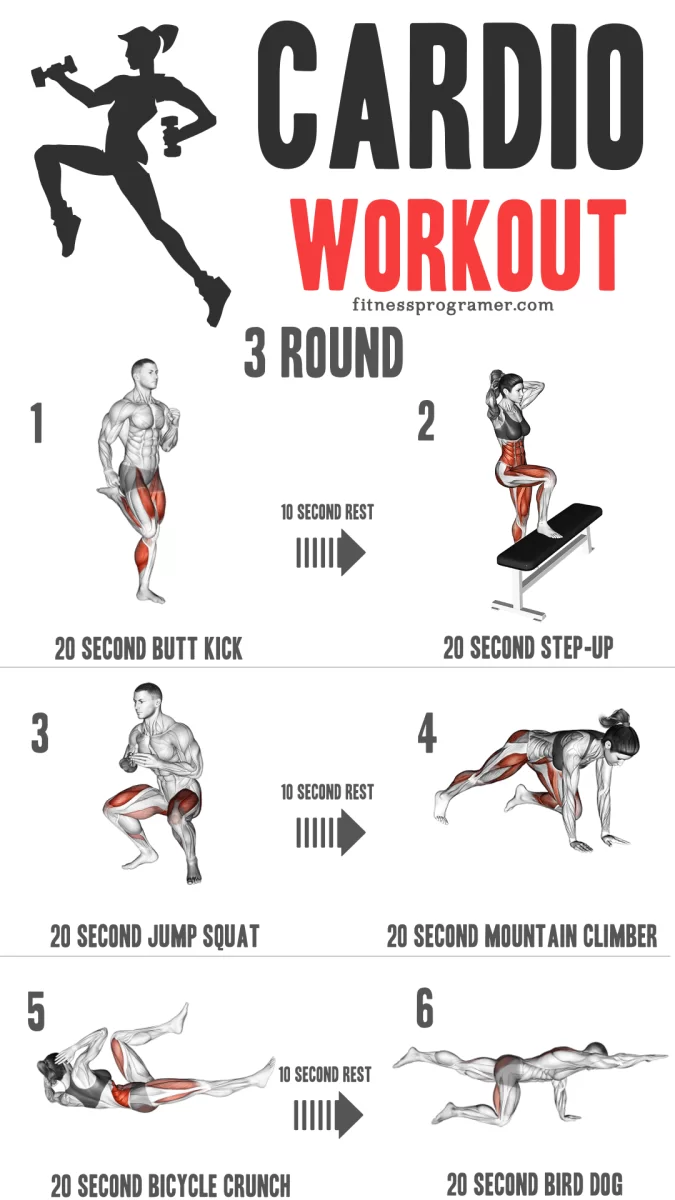 CARDIO
WORKOUT
fitnessprogramer.com
3 ROUND
1
10 SECOND REST
2
20 SECOND BUTT KICK
20 SECOND STEP-UP
3
10 SECOND REST
4
20 SECOND JUMP SQUAT
20 SECOND MOUNTAIN CLIMBER
5
10 SECOND REST
6
20 SECOND BICYCLE CRUNCH
20 SECOND BIRD DOG